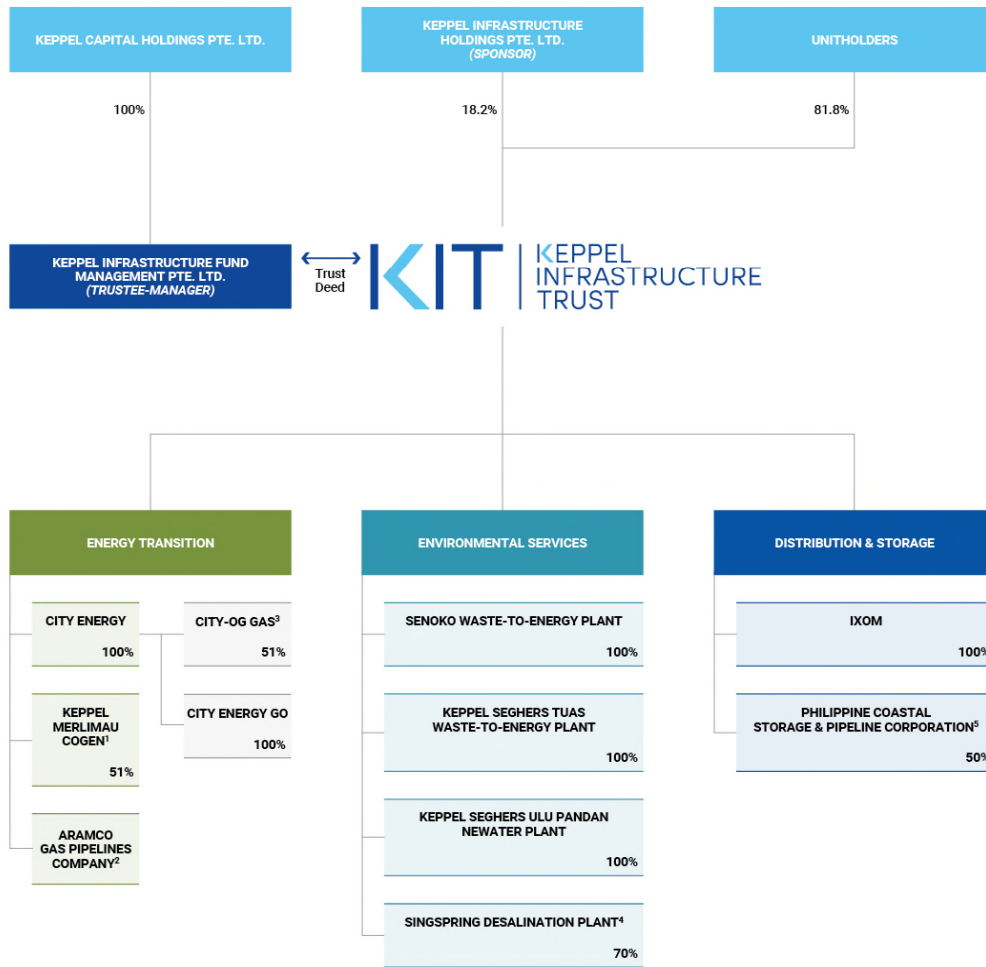 KEPPEL CAPITAL HOLDINGS PTE. LTD.
KEPPEL INFRASTRUCTURE
HOLDINGS PTE. LTD.
(SPONSOR)
UNITHOLDERS
100%
18.2%
81.8%
KEPPEL INFRASTRUCTURE FUND
MANAGEMENT PTE. LTD.
(TRUSTEE-MANAGER)
Trust
Deed
KIT
KEPPEL
INFRASTRUCTURE
TRUST
ENERGY TRANSITION
CITY ENERGY
100%
CITY-OG GAS³
51%
CITY ENERGY GO
100%
KEPPEL
MERLIMAU
COGEN¹
51%
ARAMCO
GAS PIPELINES
COMPANY²
ENVIRONMENTAL SERVICES
SENOKO WASTE-TO-ENERGY PLANT
100%
KEPPEL SEGHERS TUAS
WASTE-TO-ENERGY PLANT
100%
KEPPEL SEGHERS ULU PANDAN
NEWATER PLANT
100%
SINGSPRING DESALINATION PLANT⁴
70%
DISTRIBUTION & STORAGE
IXOM
100%
PHILIPPINE COASTAL
STORAGE & PIPELINE CORPORATION⁵
50%